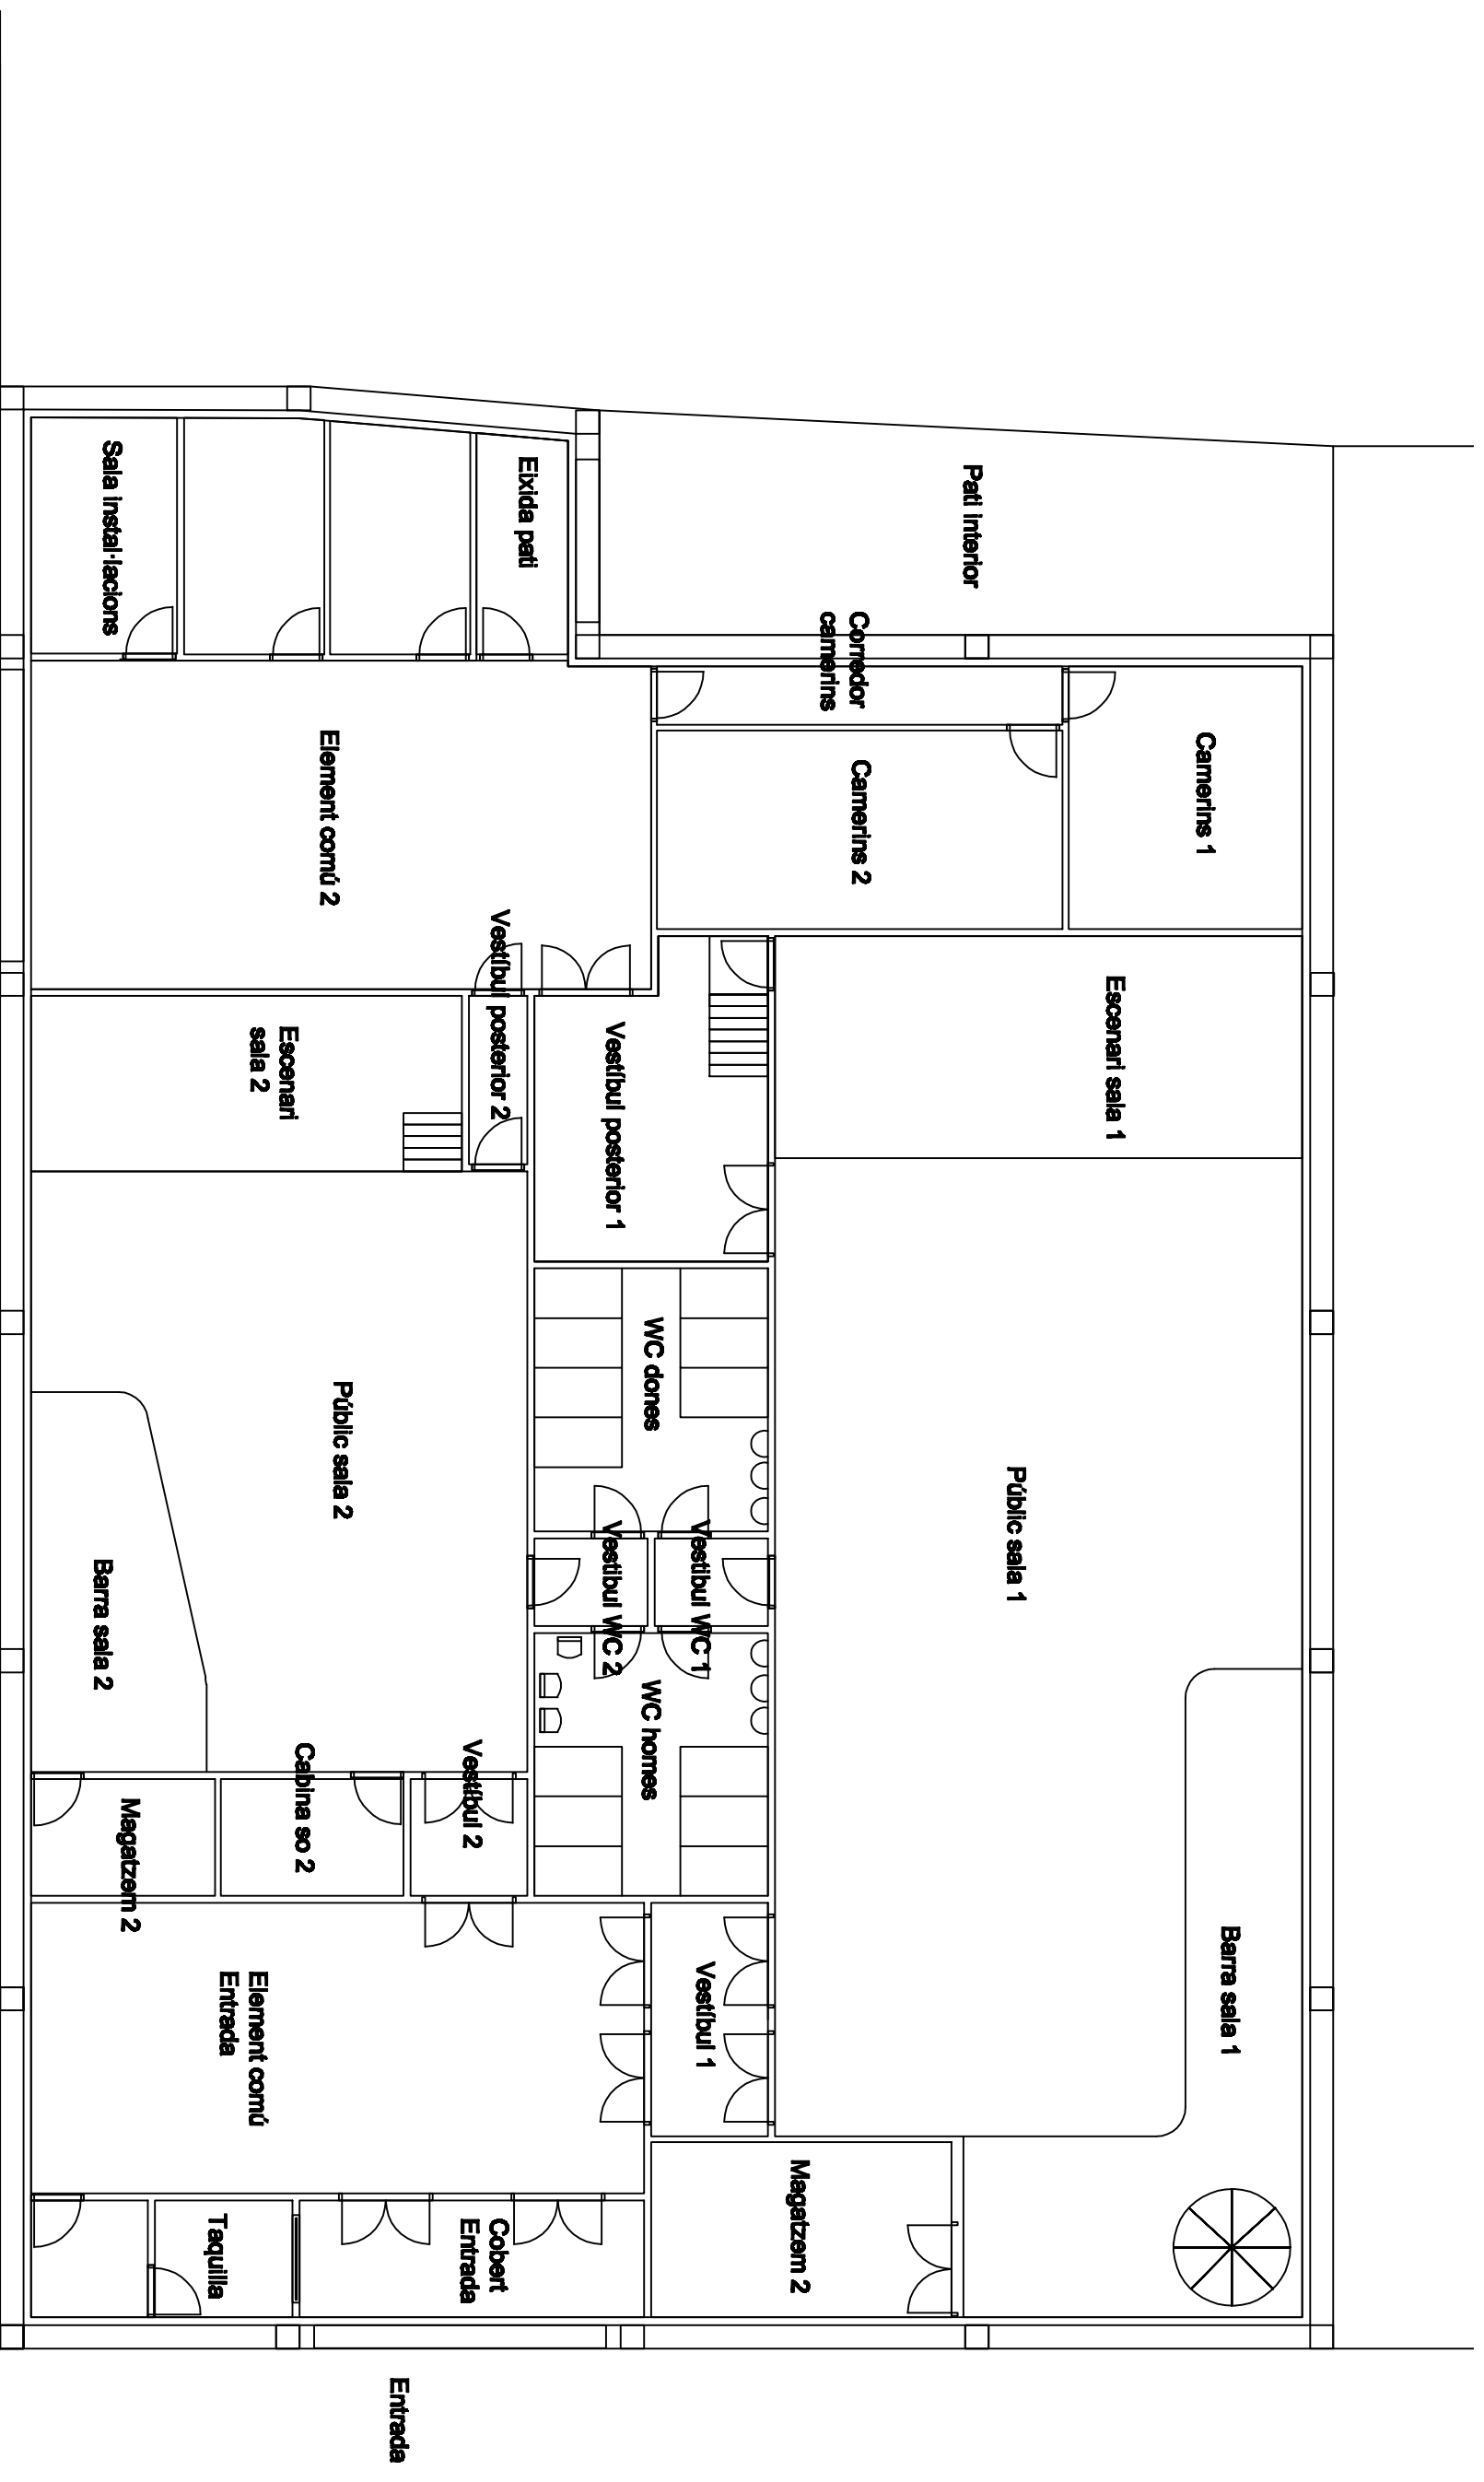 Sala instal·lacions
Eixida pati
Pati interior
Corredor
camerins
Camerins 1
Camerins 2
Element comú 2
Vestíbul posterior 2
Escenari
sala 2
Vestíbul posterior 1
Escenari sala 1
WC dones
Públic sala 2
Públic sala 1
Barra sala 2
Vestibul WC 2
Vestibul WC 1
WC homes
Vestíbul 2
Cabina so 2
Magatzem 2
Barra sala 1
Vestíbul 1
Element comú
Entrada
Magatzem 2
Cobert
Entrada
Taquilla
Entrada